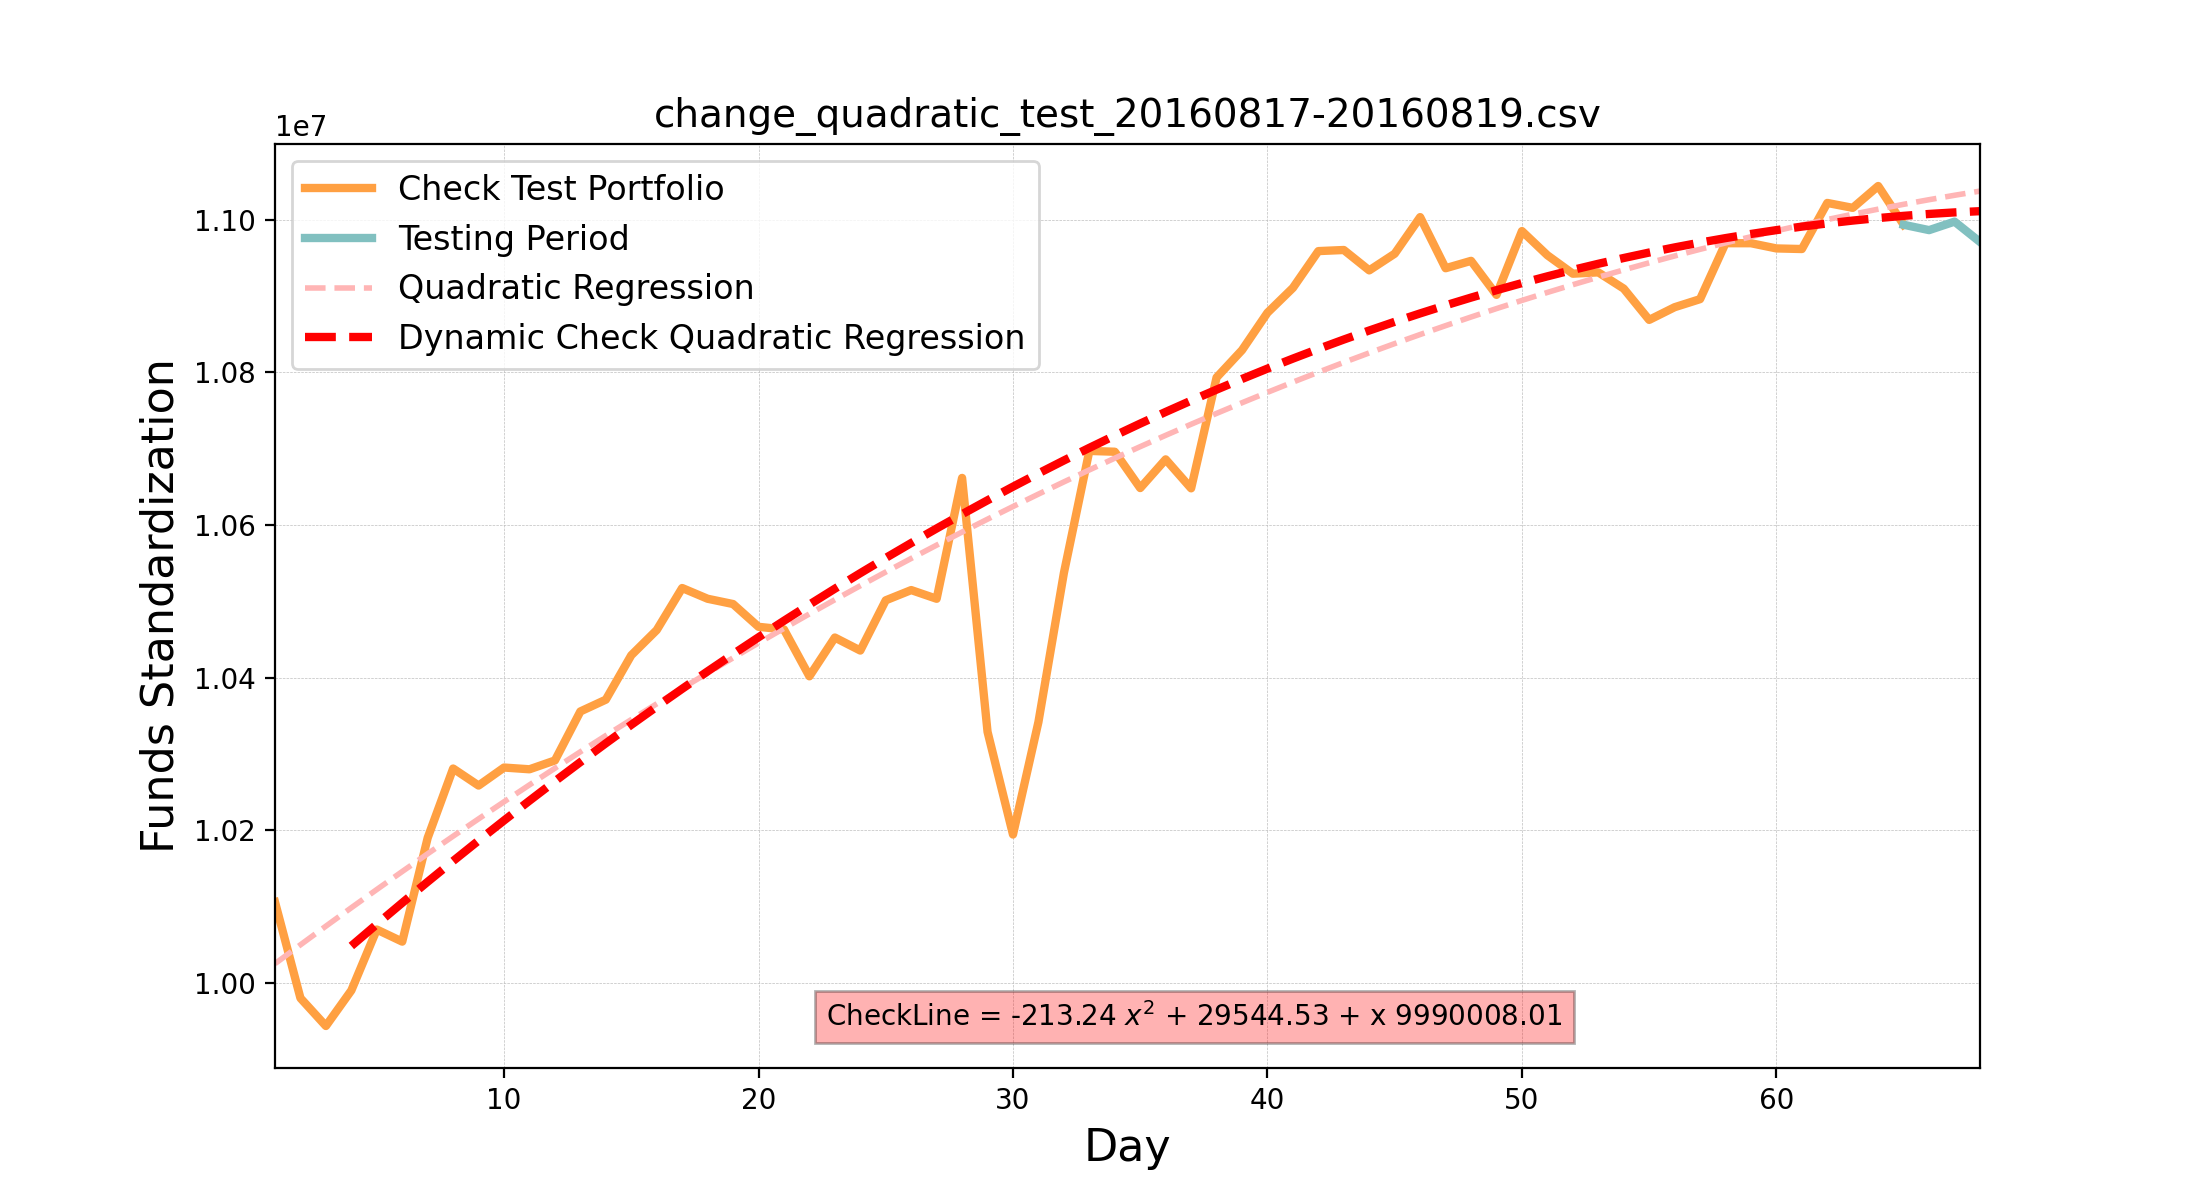 change_quadratic_test_20160817-20160819.csv
1e7
Check Test Portfolio
Testing Period
Quadratic Regression
Dynamic Check Quadratic Regression
1.10
1.08
1.06
1.04
1.02
1.00
Funds Standardization
CheckLine = -213.24 x² + 29544.53 + x 9990008.01
10 20 30 40 50 60
Day